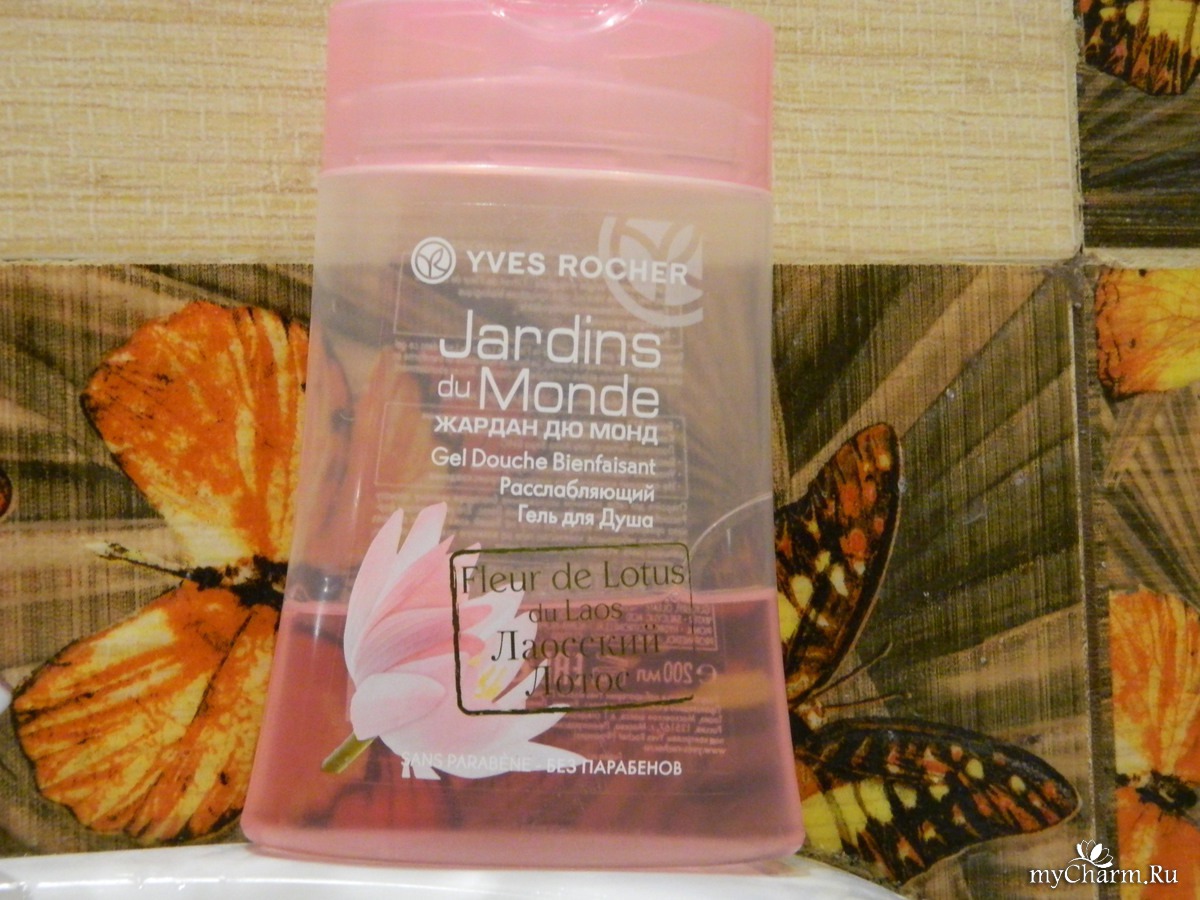 YVES ROCHER
Jardins
du Monde
ЖАРДАН ДЮ МОНД
Gel Douche Bienfaisant
Расслабляющий
Гель для Душа
Fleur de Lotus
du Laos
Лаосский
Лотос
200 мл
SANS PARABÈNE - БЕЗ ПАРАБЕНОВ
myCharm.Ru